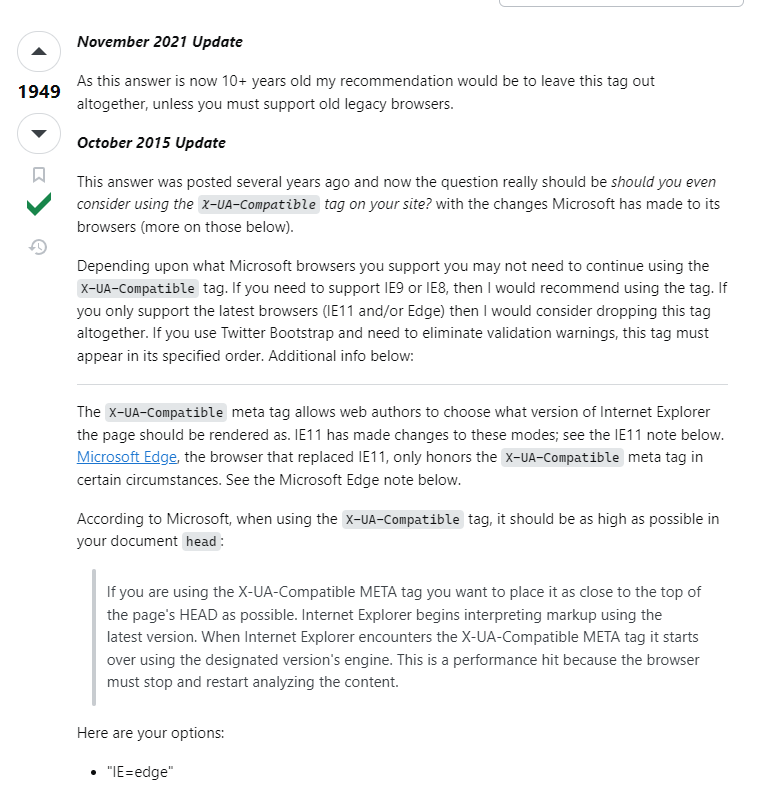 November 2021 Update
1949
As this answer is now 10+ years old my recommendation would be to leave this tag out
altogether, unless you must support old legacy browsers.
October 2015 Update
This answer was posted several years ago and now the question really should be should you even
consider using the X-UA-Compatible tag on your site? with the changes Microsoft has made to its
browsers (more on those below).
Depending upon what Microsoft browsers you support you may not need to continue using the
X-UA-Compatible tag. If you need to support IE9 or IE8, then I would recommend using the tag. If
you only support the latest browsers (IE11 and/or Edge) then I would consider dropping this tag
altogether. If you use Twitter Bootstrap and need to eliminate validation warnings, this tag must
appear in its specified order. Additional info below:
The X-UA-Compatible meta tag allows web authors to choose what version of Internet Explorer
the page should be rendered as. IE11 has made changes to these modes; see the IE11 note below.
Microsoft Edge, the browser that replaced IE11, only honors the X-UA-Compatible meta tag in
certain circumstances. See the Microsoft Edge note below.
According to Microsoft, when using the X-UA-Compatible tag, it should be as high as possible in
your document head:
If you are using the X-UA-Compatible META tag you want to place it as close to the top of
the page's HEAD as possible. Internet Explorer begins interpreting markup using the
latest version. When Internet Explorer encounters the X-UA-Compatible META tag it starts
over using the designated version's engine. This is a performance hit because the browser
must stop and restart analyzing the content.
Here are your options:
• "IE=edge"